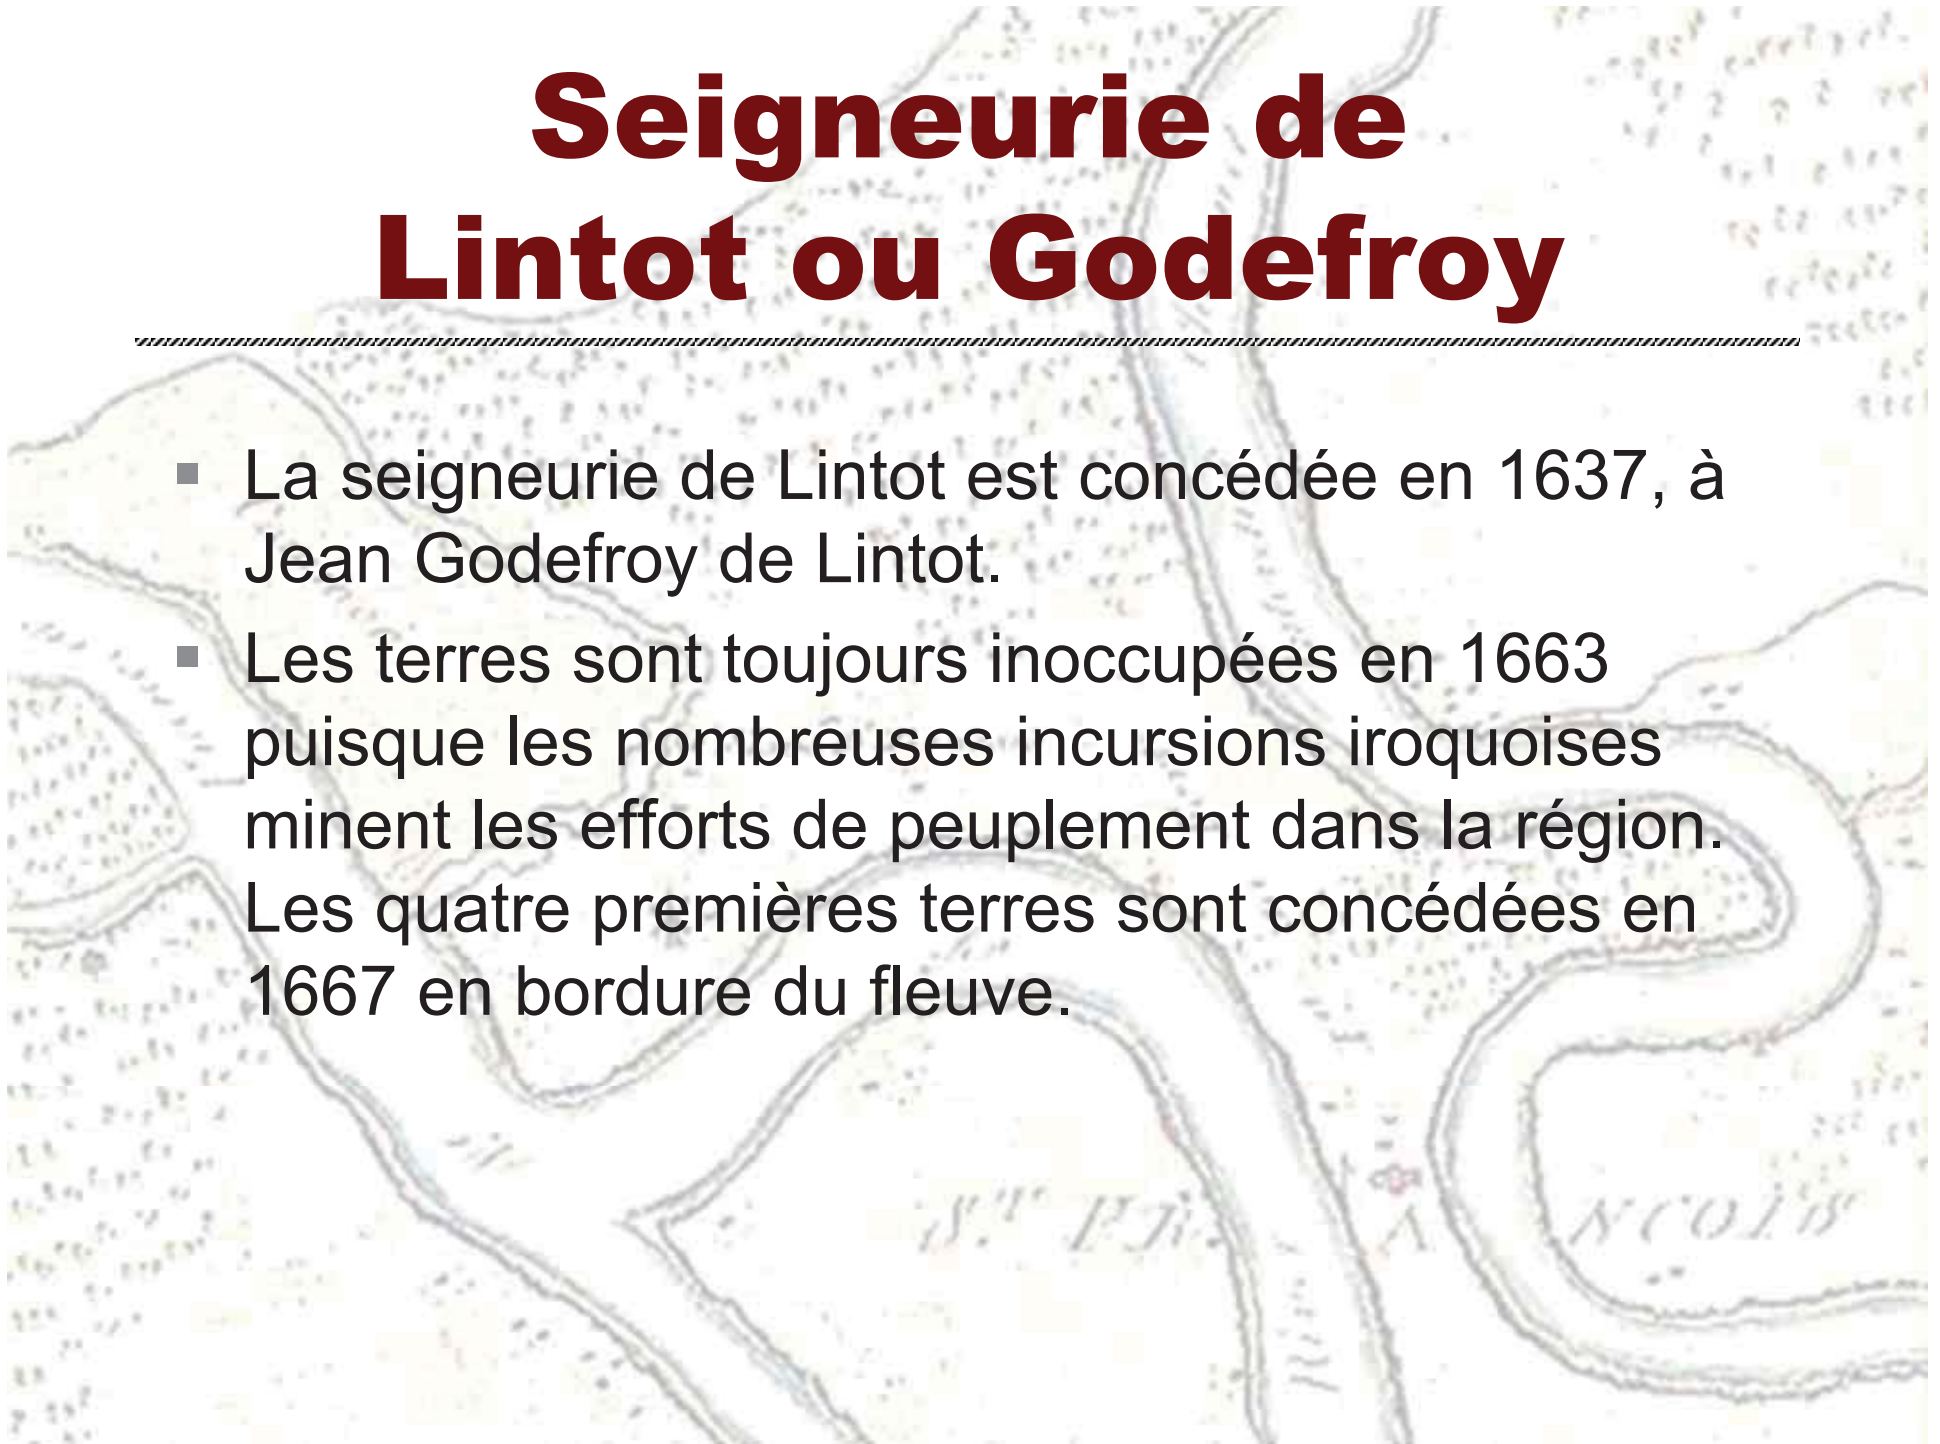 Seigneurie de
Lintot ou Godefroy
▪ La seigneurie de Lintot est concédée en 1637, à
Jean Godefroy de Lintot.
▪ Les terres sont toujours inoccupées en 1663
puisque les nombreuses incursions iroquoises
minent les efforts de peuplement dans la région.
Les quatre premières terres sont concédées en
1667 en bordure du fleuve.